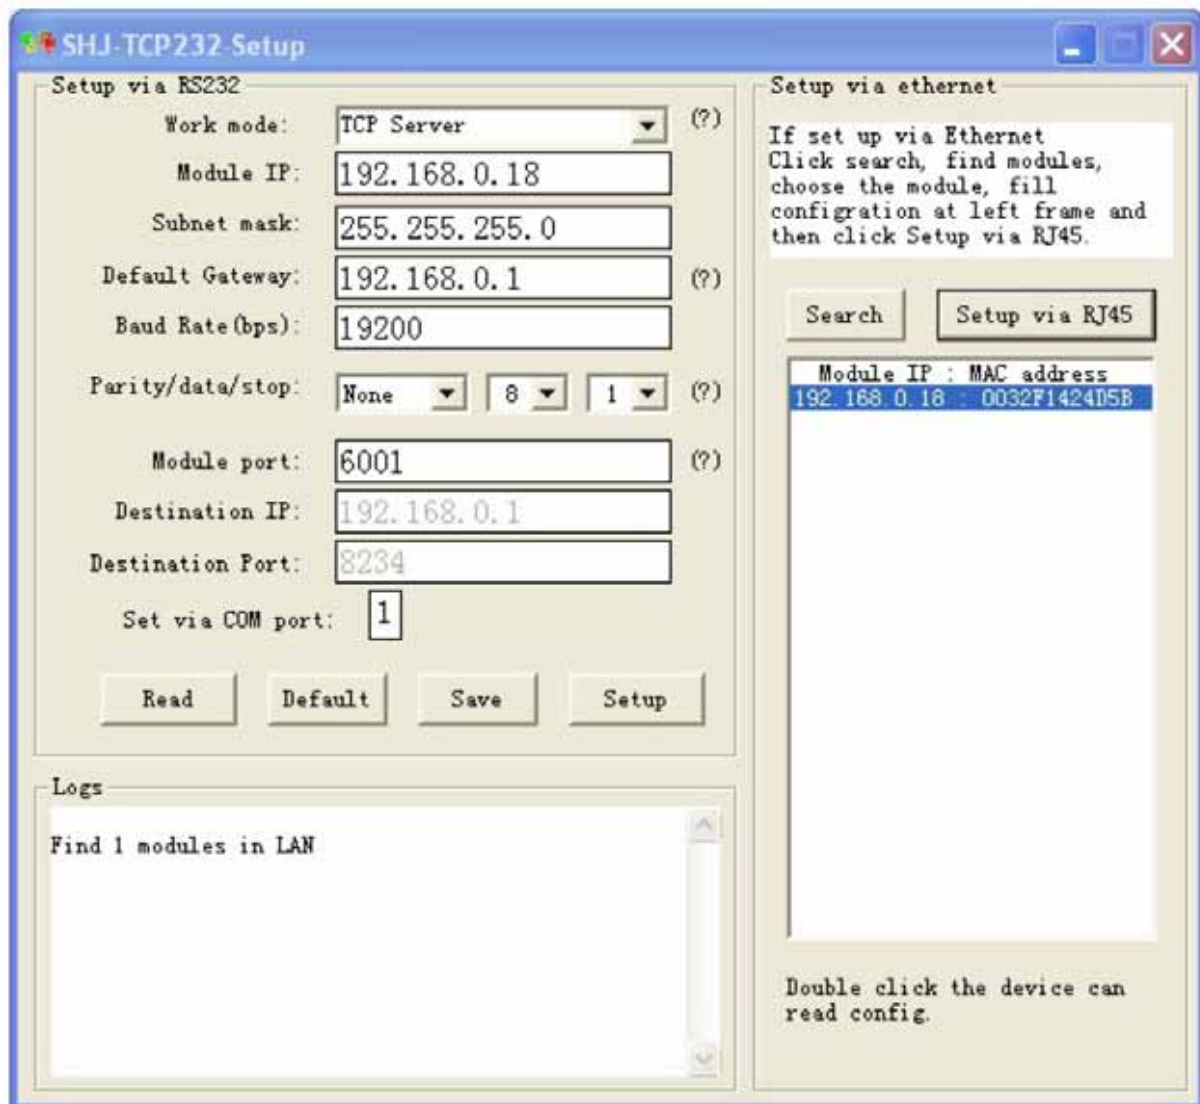 SHJ-TCP232-Setup
Setup via RS232
Work mode: TCP Server (?)
Module IP: 192.168.0.18
Subnet mask: 255.255.255.0
Default Gateway: 192.168.0.1 (?)
Baud Rate(bps): 19200
Parity/data/stop: None 8 1 (?)
Module port: 6001 (?)
Destination IP: 192.168.0.1
Destination Port: 8234
Set via COM port: 1
Read Default Save Setup
Logs
Find 1 modules in LAN
Setup via ethernet
If set up via Ethernet
Click search, find modules,
choose the module, fill
configration at left frame and
then click Setup via RJ45.
Search Setup via RJ45
Module IP : MAC address
192.168.0.18 : 0032F1424D5B
Double click the device can
read config.